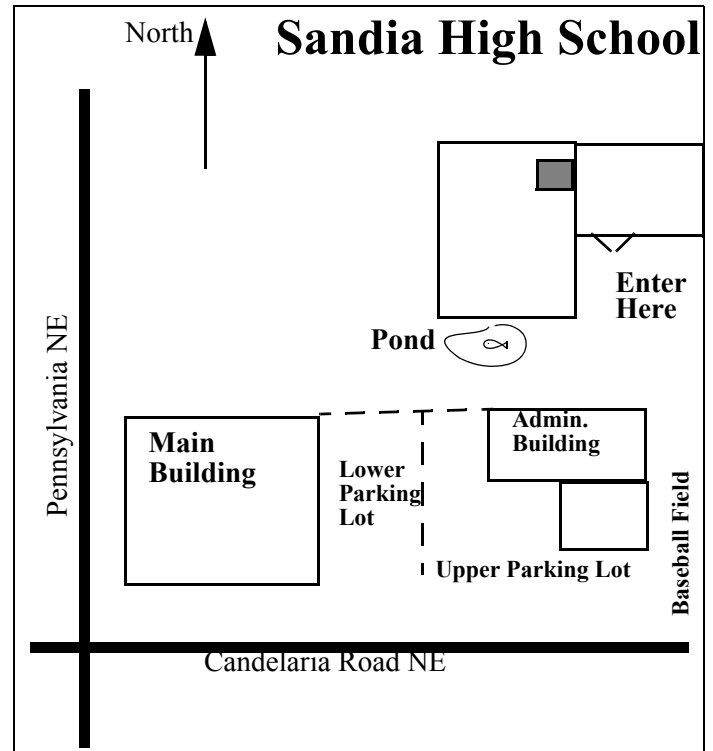 North
Sandia High School
Enter
Here
Pond
Pennsylvania NE
Main
Building
Lower
Parking
Lot
Admin.
Building
Upper Parking Lot
Baseball Field
Candelaria Road NE